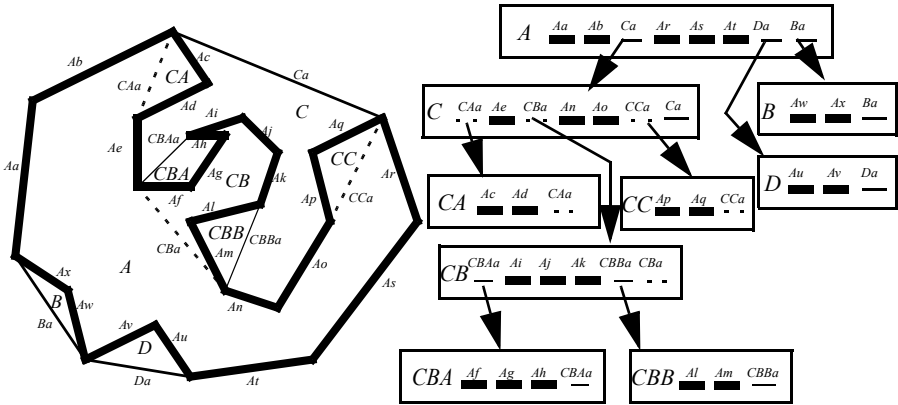 Ab
Ac
CAa
CA
Ca
Ad
Ai
C
Aj
Aq
CBAa
Ah
Ae
CC
Aa
CBA
Ag
CB
Ak
Ar
Af
Al
Ap
CCa
CBB
CBa
Am
CBBa
A
Ao
Ax
As
B
Aw
An
Ba
Av
Au
D
Da
At
A Aa Ab Ca Ar As At Da Ba
C CAa Ae CBa An Ao CCa Ca
B Aw Ax Ba
D Au Av Da
CA Ac Ad CAa
CC Ap Aq CCa
CB CBAa Ai Aj Ak CBBa CBa
CBA Af Ag Ah CBAa
CBB Al Am CBBa